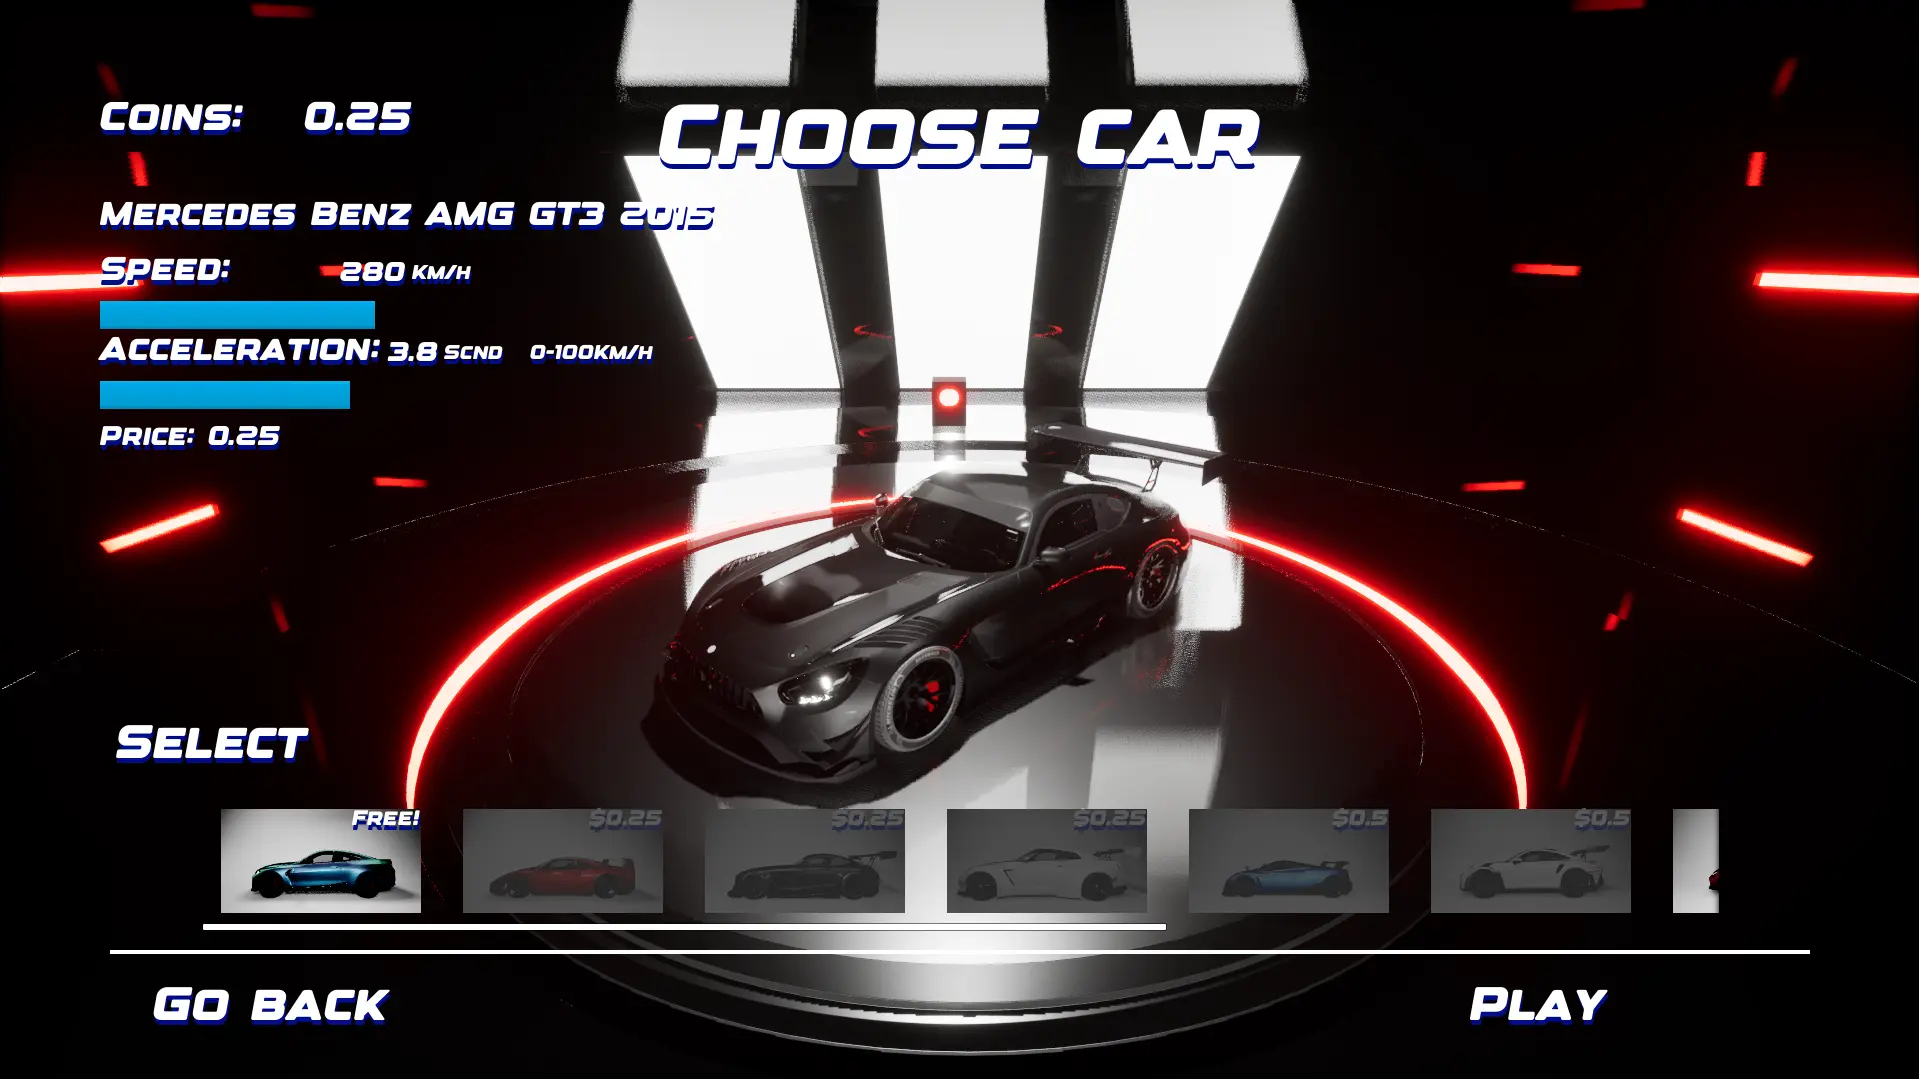 COINS: 0.25
CHOOSE CAR
MERCEDES BENZ AMG GT3 2015
SPEED: 280 KM/H
ACCELERATION: 3.8 SCND 0-100KM/H
PRICE: 0.25
SELECT
FREE! $0.25 $0.25 $0.25 $0.5 $0.5
GO BACK
PLAY